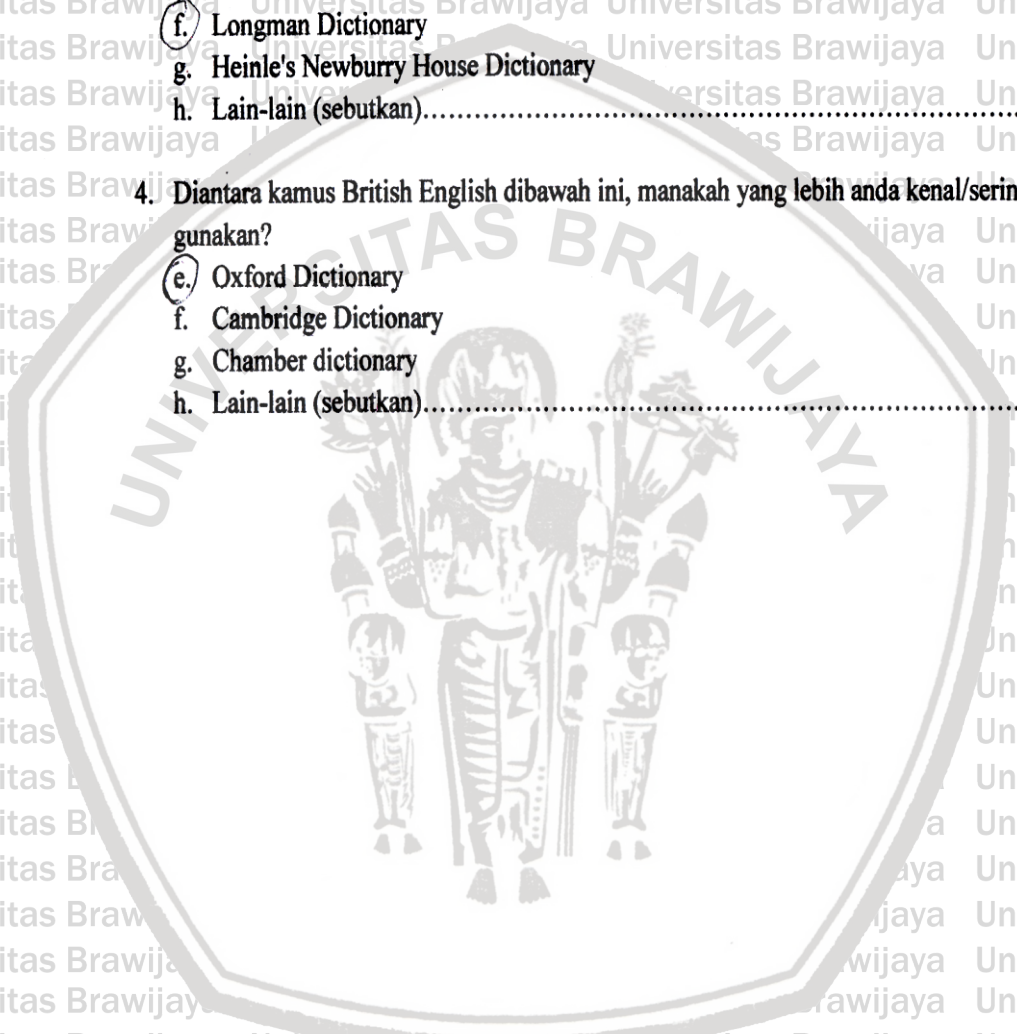 f. Longman Dictionary
g. Heinle's Newburry House Dictionary
h. Lain-lain (sebutkan)........................................................................
4. Diantara kamus British English dibawah ini, manakah yang lebih anda kenal/serin
gunakan?
e. Oxford Dictionary
f. Cambridge Dictionary
g. Chamber dictionary
h. Lain-lain (sebutkan)........................................................................
UNIVERSITAS BRAWIJAYA